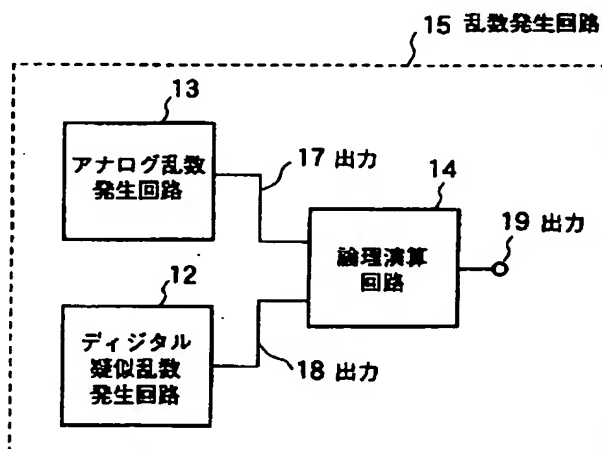 15 乱数発生回路
13
アナログ乱数
発生回路
17 出力
14
論理演算
回路
19 出力
12
ディジタル
疑似乱数
発生回路
18 出力